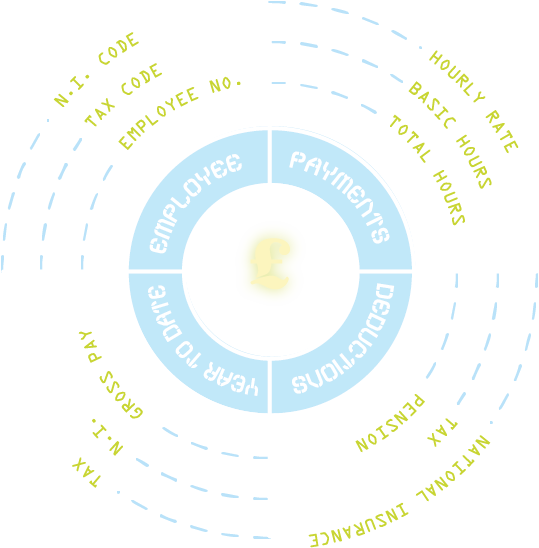 N.I. CODE
TAX CODE
EMPLOYEE NO.
EMPLOYEE
HOURLY RATE
BASIC HOURS
TOTAL HOURS
PAYMENTS
£
DEDUCTIONS
PENSION
TAX
NATIONAL INSURANCE
YEAR TO DATE
GROSS PAY
N.I.
TAX